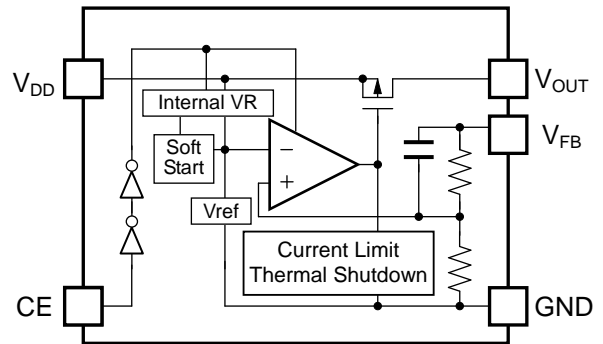 VDD
VOUT
Internal VR
VFB
Soft
Start
−
+
Vref
Current Limit
Thermal Shutdown
CE
GND